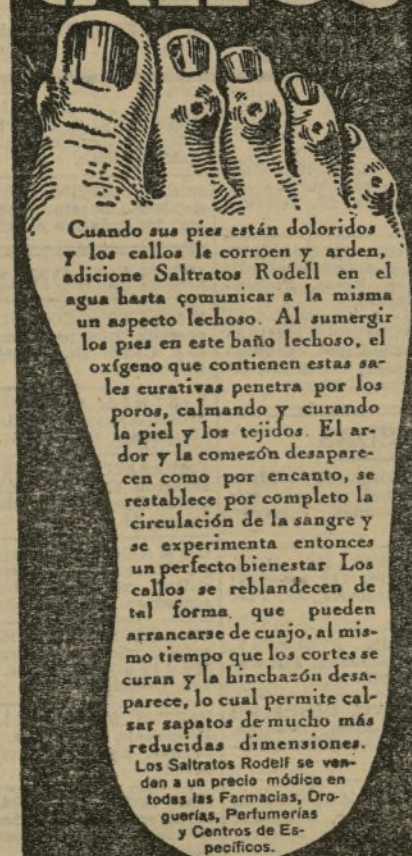 Cuando sus pies están doloridos
y los callos le corroen y arden,
adicione Saltratos Rodell en el
agua hasta comunicar a la misma
un aspecto lechoso. Al sumergir
los pies en este baño lechoso, el
oxígeno que contienen estas sa-
les curativas penetra por los
poros, calmando y curando
la piel y los tejidos. El ar-
dor y la comezón desapare-
cen como por encanto, se
restablece por completo la
circulación de la sangre y
se experimenta entonces
un perfecto bienestar Los
callos se reblandecen de
tal forma que pueden
arrancarse de cuajo, al mis-
mo tiempo que los cortes se
curan y la hinchazón desa-
parece, lo cual permite cal-
zar zapatos de mucho más
reducidas dimensiones.
Los Saltratos Rodell se ven-
den a un precio módico en
todas las Farmacias, Dro-
guerías, Perfumerías
y Centros de Es-
pecíficos.